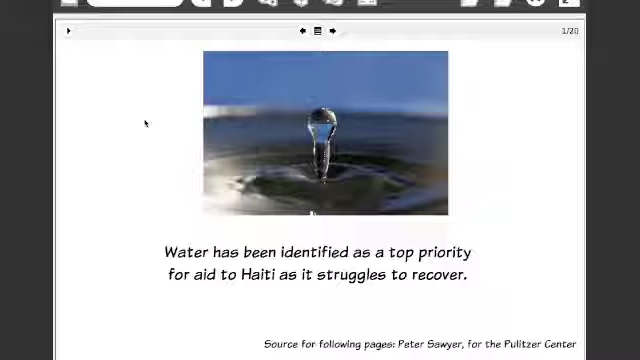 1/20
Water has been identified as a top priority
for aid to Haiti as it struggles to recover.
Source for following pages: Peter Sawyer, for the Pulitzer Center